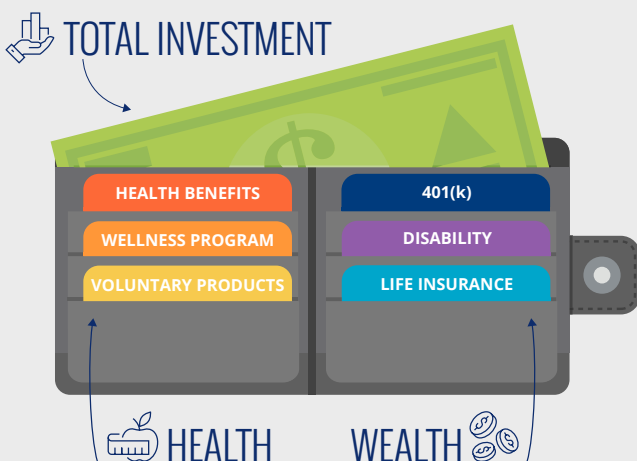 TOTAL INVESTMENT
HEALTH BENEFITS
WELLNESS PROGRAM
VOLUNTARY PRODUCTS
401(k)
DISABILITY
LIFE INSURANCE
HEALTH
WEALTH